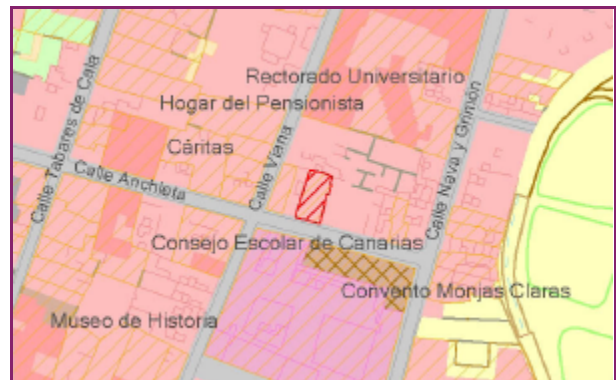 Rectorado Universitario
Hogar del Pensionista
Cáritas
Calle Tabares de Cala
Calle Anchieta
Calle Viana
Calle Nava y Grimón
Consejo Escolar de Canarias
Convento Monjas Claras
Museo de Historia